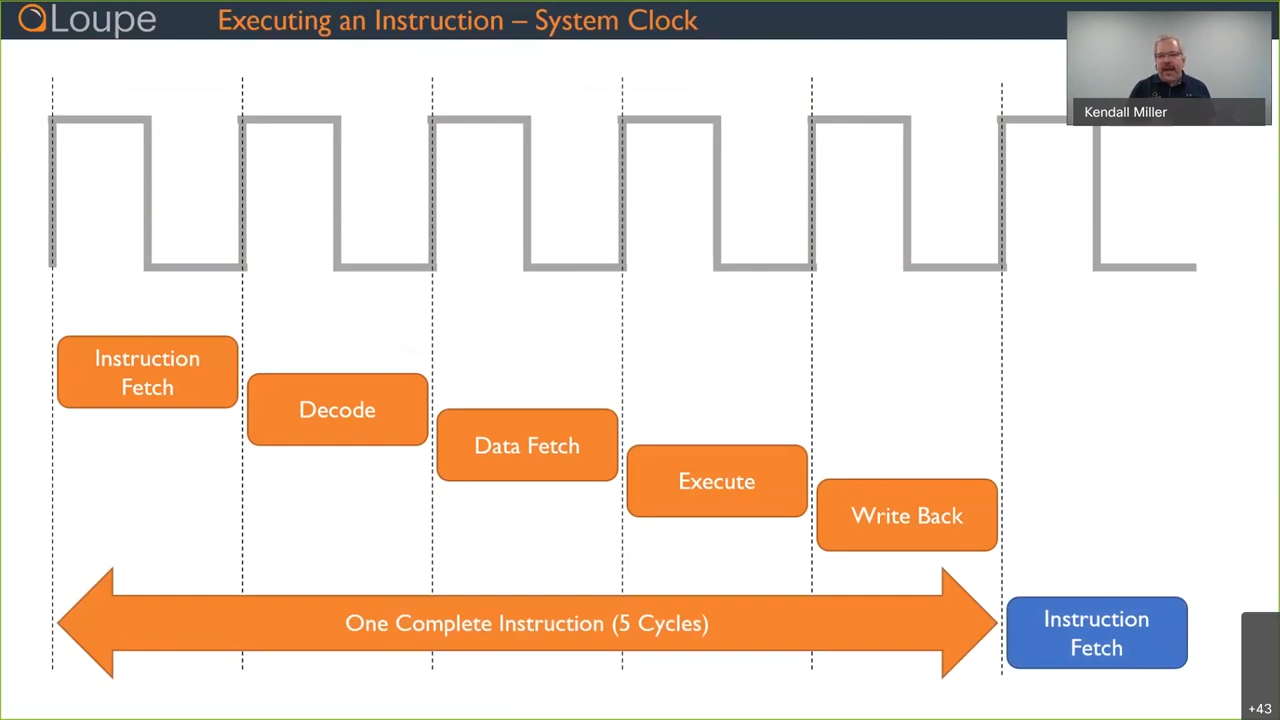 Loupe
Executing an Instruction – System Clock
Kendall Miller
Instruction
Fetch
Decode
Data Fetch
Execute
Write Back
One Complete Instruction (5 Cycles)
Instruction
Fetch
+43